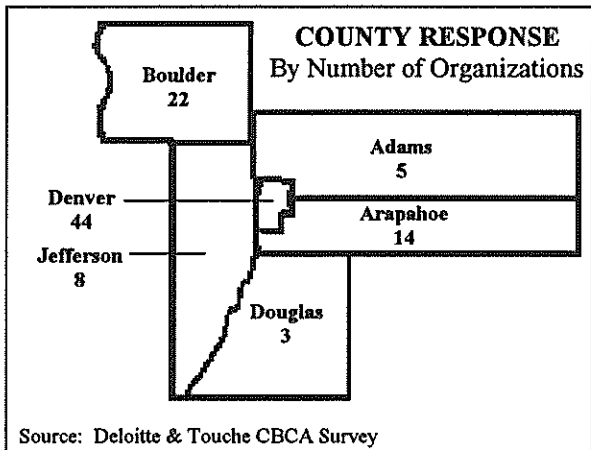 COUNTY RESPONSE
By Number of Organizations
Boulder
22
Adams
5
Denver
44
Arapahoe
14
Jefferson
8
Douglas
3
Source: Deloitte & Touche CBCA Survey